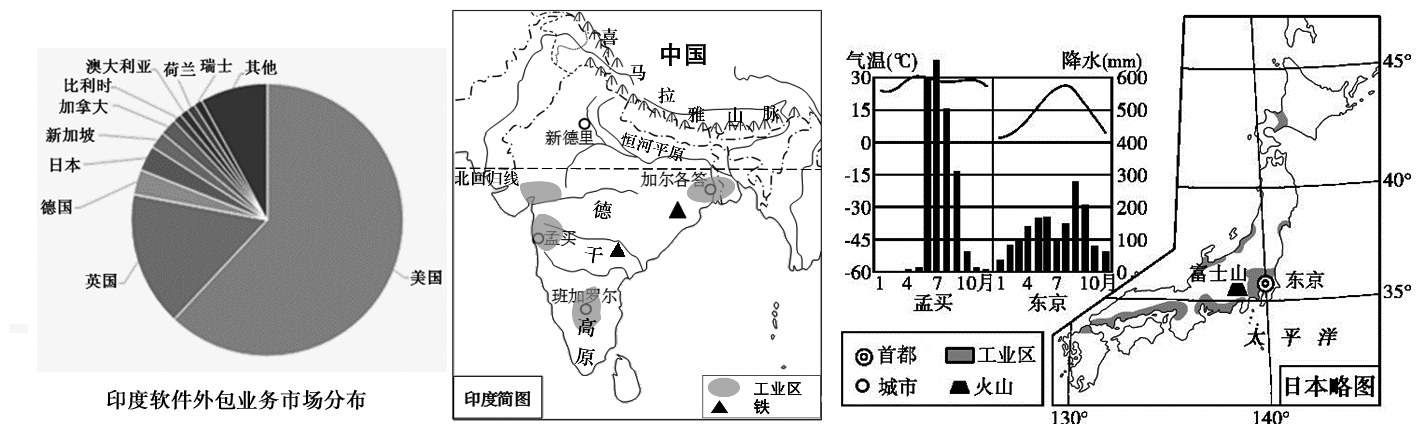 澳大利亚
荷兰
瑞士
其他
比利时
加拿大
新加坡
日本
德国
英国
美国
印度软件外包业务市场分布
中国
喜
马
拉
雅
山
脉
新德里
恒河平原
北回归线
加尔各答
德
孟买
干
班加罗尔
高
原
印度简图
工业区
铁
气温(℃)
降水(mm)
30 600
15 500
0 400
-15 300
-30 200
-45 100
-60 0
1 4 7 10月 1 4 7 10月
孟买 东京
首都 工业区
城市 火山
45°
40°
35°
富士山
东京
太平洋
日本略图
130° 140°